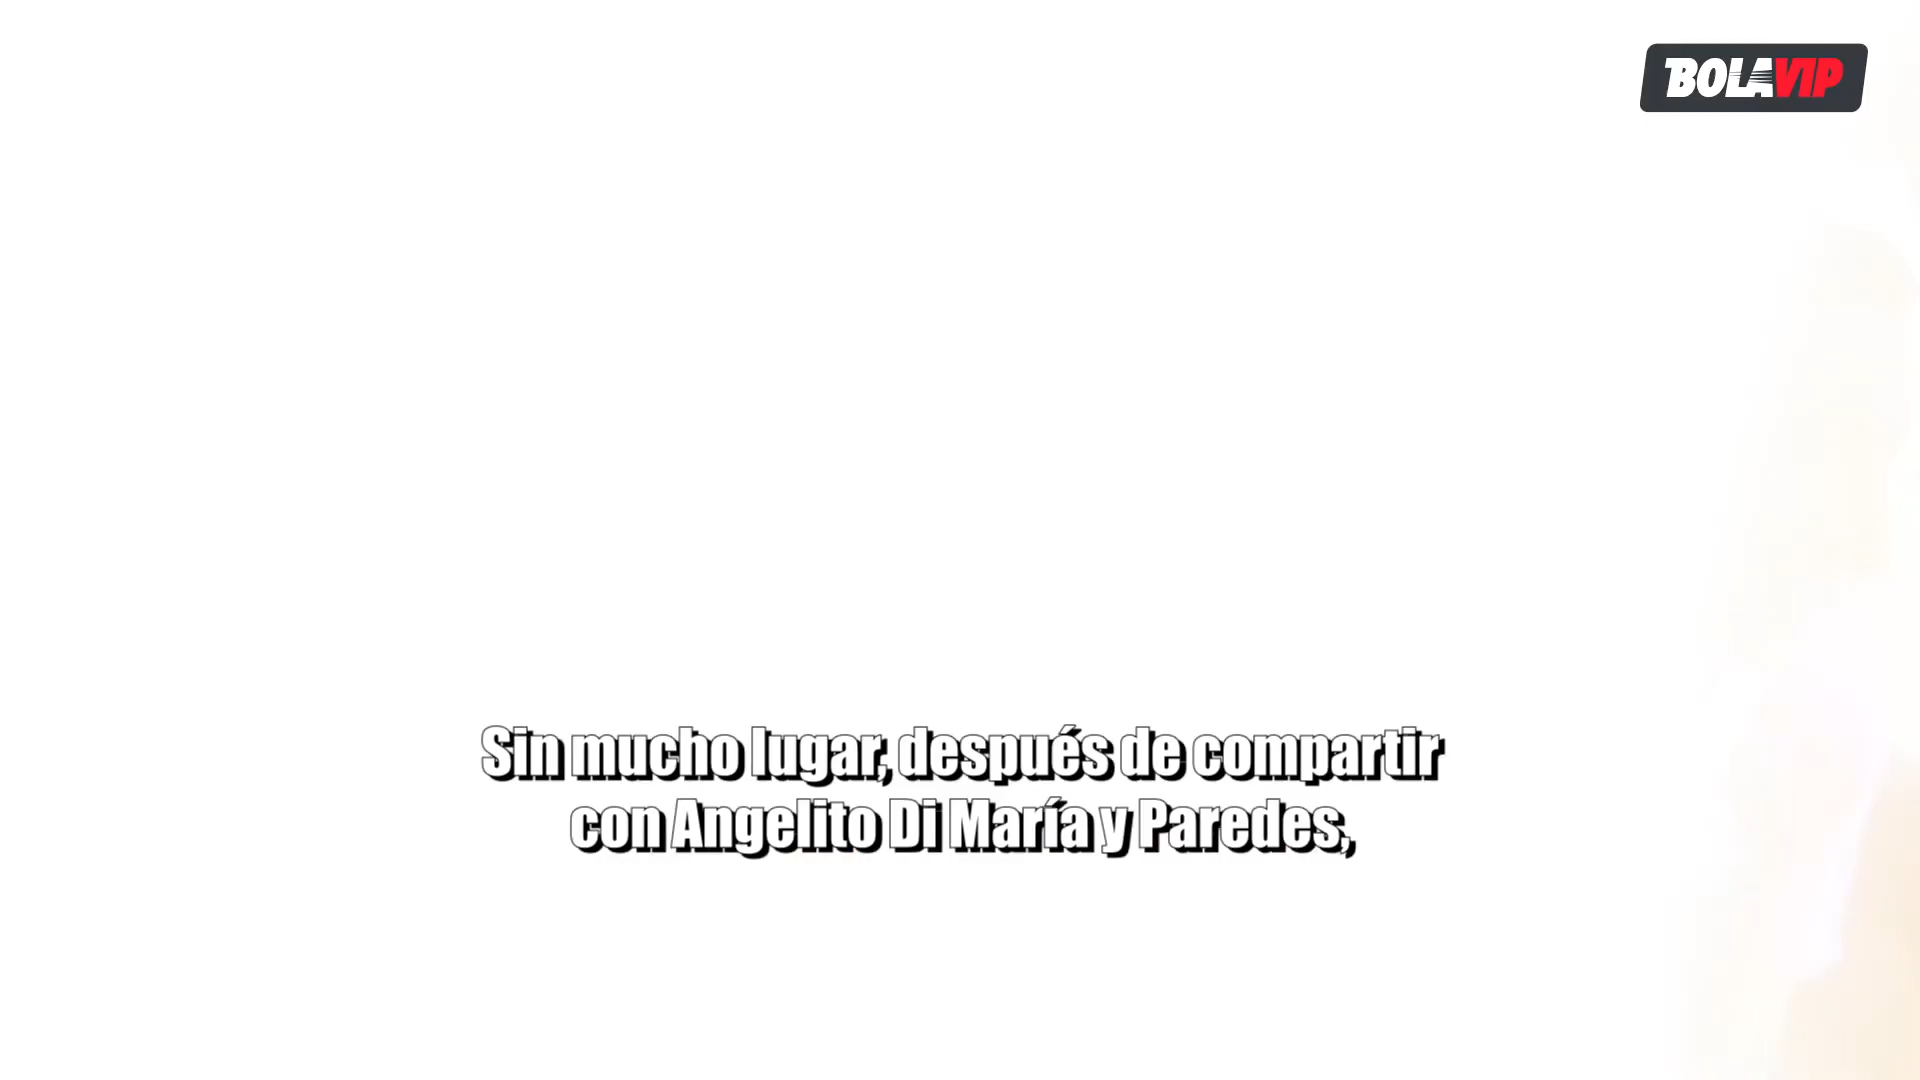 BOLAVIP
Sin mucho lugar, después de compartir
con Angelito Di María y Paredes,